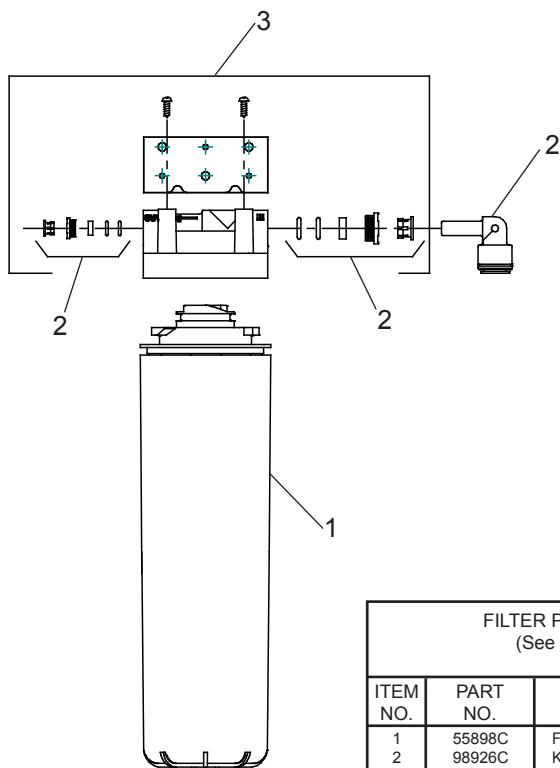 3
2
2
2
1
FILTER P
(See
ITEM NO.
PART NO.
1 55898C F
2 98926C K